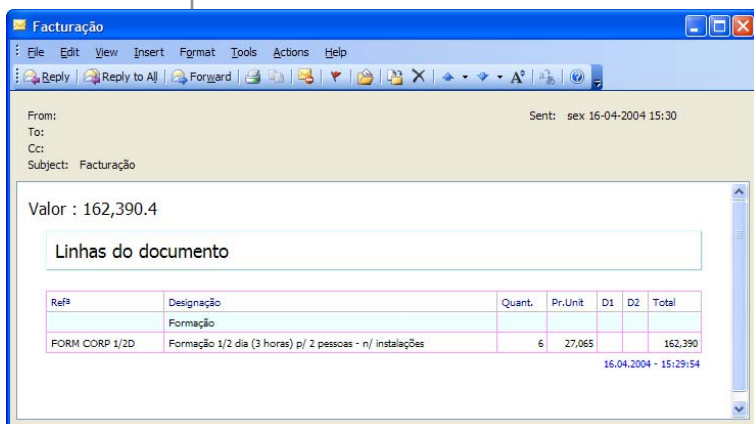 Facturação
File Edit View Insert Format Tools Actions Help
Reply Reply to All Forward
From: Sent: sex 16-04-2004 15:30
To:
Cc:
Subject: Facturação
Valor : 162,390.4
Linhas do documento
Refª Designação Quant. Pr.Unit D1 D2 Total
Formação
FORM CORP 1/2D Formação 1/2 dia (3 horas) p/ 2 pessoas - n/ instalações 6 27,065 162,390
16.04.2004 - 15:29:54